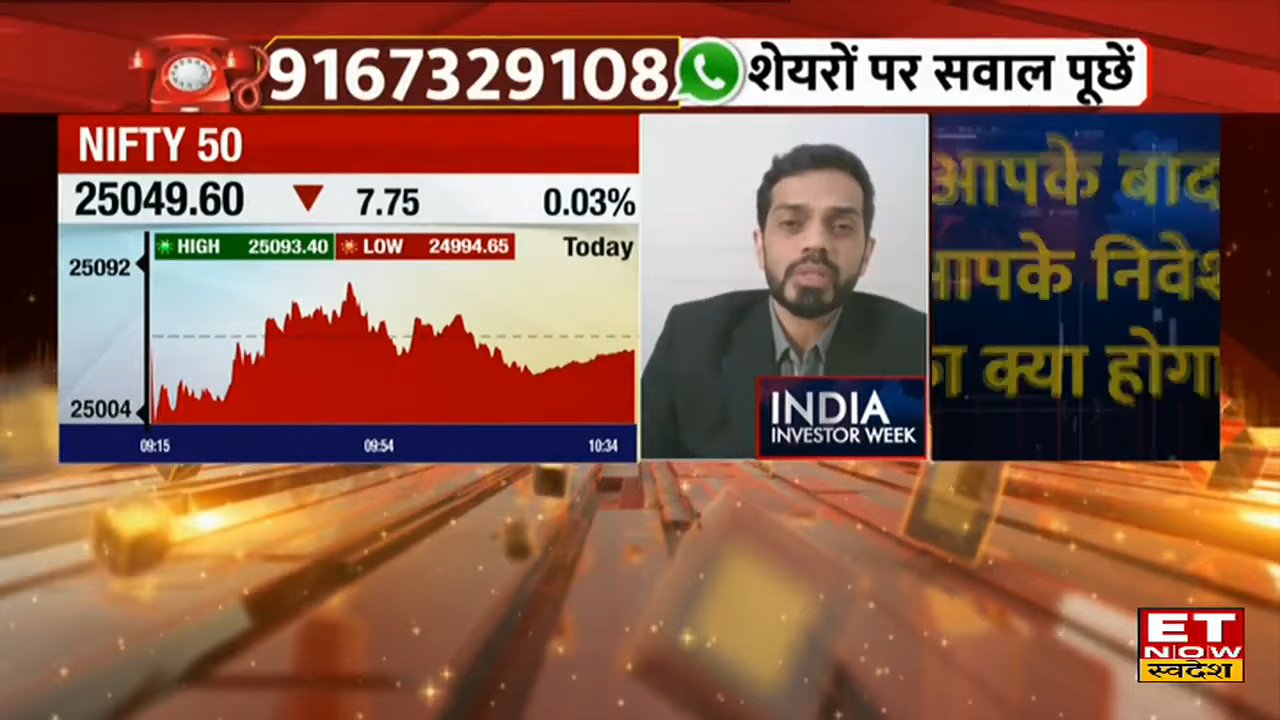 9167329108
शेयरों पर सवाल पूछें
NIFTY 50
25049.60 ▼ 7.75 0.03%
HIGH 25093.40 LOW 24994.65 Today
25092
25004
09:15 09:54 10:34
INDIA
INVESTOR WEEK
आपके बाद
आपके
का क्या होगा
ET
NOW
स्वदेश